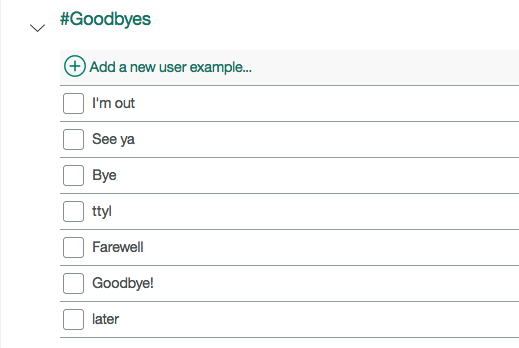 #Goodbyes
Add a new user example...
I'm out
See ya
Bye
ttyl
Farewell
Goodbye!
later